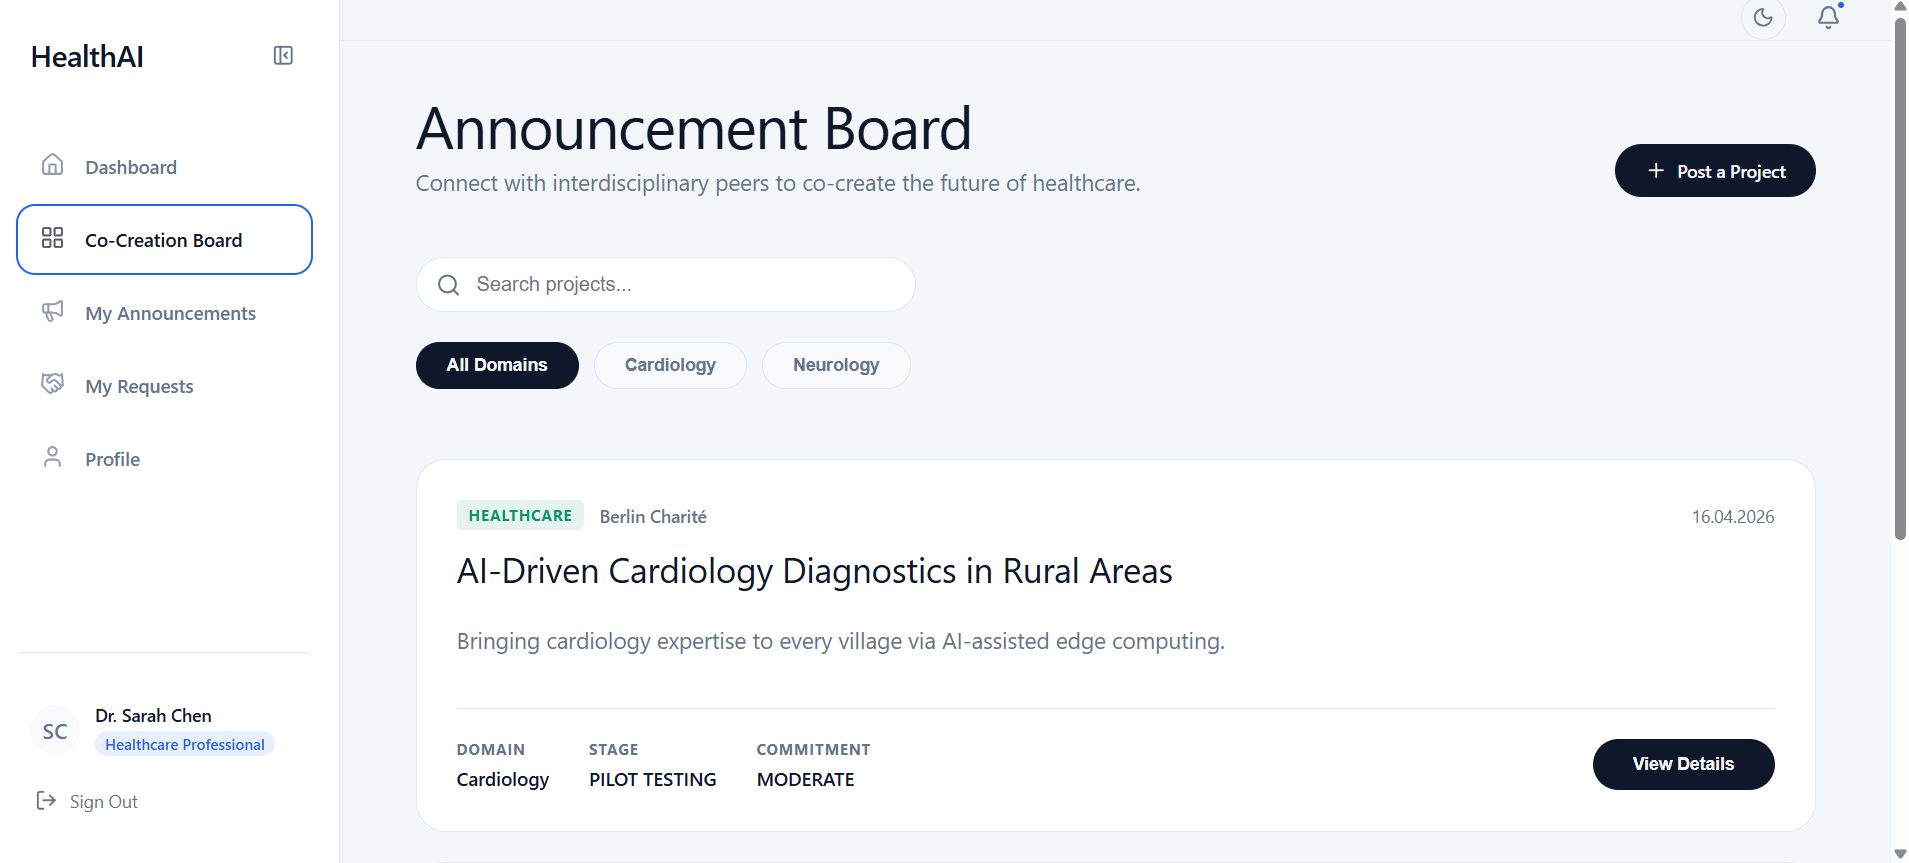 HealthAI
Dashboard
Co-Creation Board
My Announcements
My Requests
Profile
SC
Dr. Sarah Chen
Healthcare Professional
Sign Out
Announcement Board
Connect with interdisciplinary peers to co-create the future of healthcare.
+ Post a Project
Search projects...
All Domains
Cardiology
Neurology
HEALTHCARE
Berlin Charité
16.04.2026
AI-Driven Cardiology Diagnostics in Rural Areas
Bringing cardiology expertise to every village via AI-assisted edge computing.
DOMAIN
Cardiology
STAGE
PILOT TESTING
COMMITMENT
MODERATE
View Details